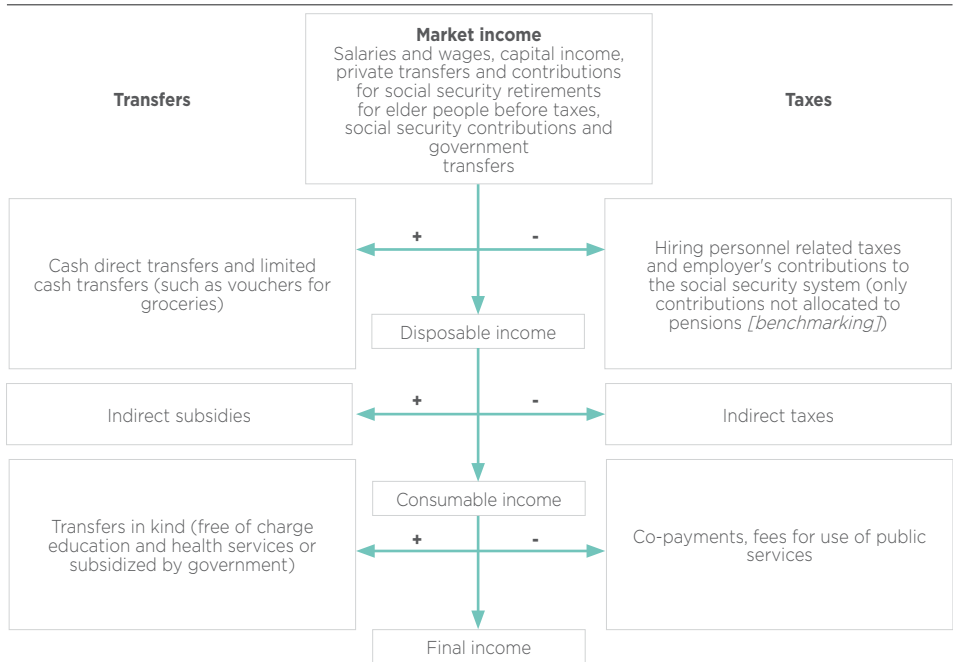 Market income
Salaries and wages, capital income,
private transfers and contributions
for social security retirements
for elder people before taxes,
social security contributions and
government
transfers
Transfers
Taxes
+
-
Cash direct transfers and limited
cash transfers (such as vouchers for
groceries)
Hiring personnel related taxes
and employer's contributions to
the social security system (only
contributions not allocated to
pensions [benchmarking])
Disposable income
+
-
Indirect subsidies
Indirect taxes
Consumable income
+
-
Transfers in kind (free of charge
education and health services or
subsidized by government)
Co-payments, fees for use of public
services
Final income